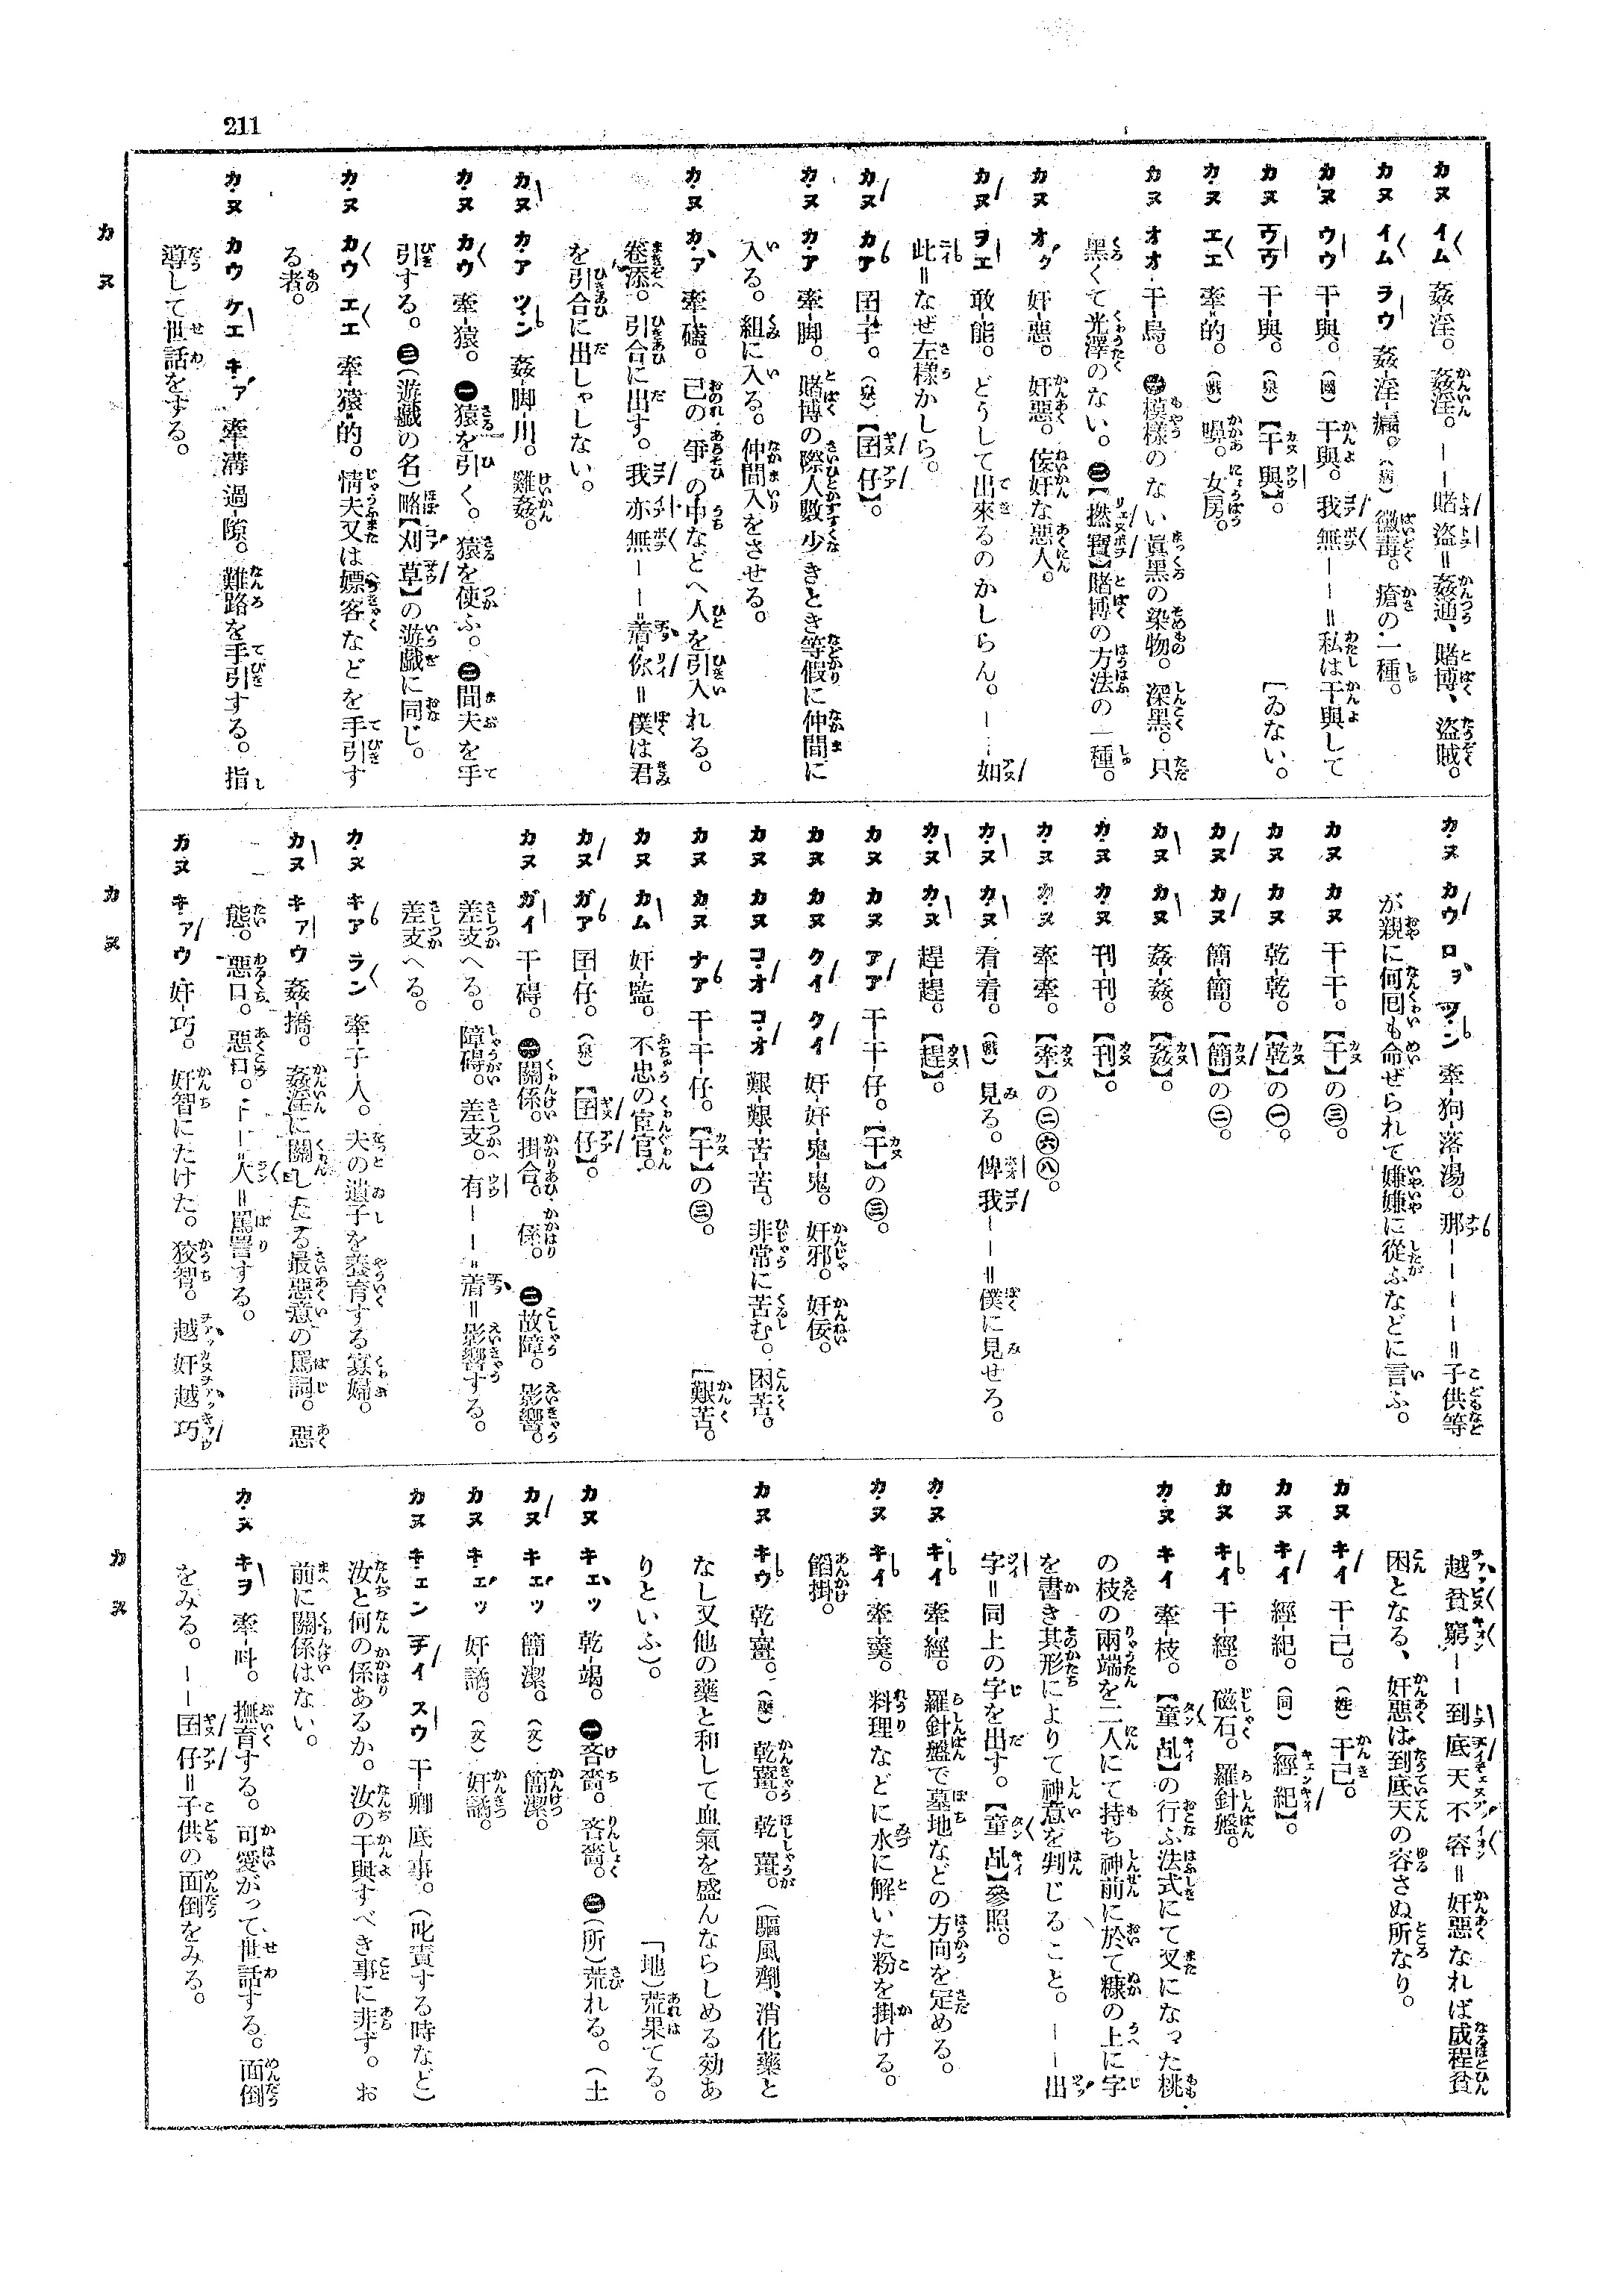 211
カヌ イム 姦淫。姦淫。——賭盜＝姦通、賭博、盜賊。
カヌ イム ラウ 姦淫癆。（病）黴毒。瘡の一種。
カヌ ウウ 干與。（國）干與。我無——＝私は干與して
[ゐない。
カヌ ウウ 干與。（泉）【干與】。
カヌ エエ 牽的。（戲）嚊。女房。
カヌ オオ 干烏。㊀模樣のない眞黑の染物。深黑。只
黑くて光澤のない。㊁【撚寶】賭博の方法の一種。
カヌ オク 奸惡。奸惡。侫奸な惡人。
カヌ ヲエ 敢能。どうして出來るのかしらん。——如
此＝なぜ左樣かしら。
カヌ カア 囝子。（泉）【囝仔】。
カヌ カア 牽脚。賭博の際人數少きとき等假に仲間に
入る。組に入る。仲間入をさせる。
カヌ カア 牽礚。己の爭の中などへ人を引入れる。
卷添。引合に出す。我亦無——＝着你＝僕は君
を引合に出しやしない。
カヌ カア ツァン 姦脚川。雞姦。
カヌ カウ 牽猿。㊀猿を引く。猿を使ふ。㊁間夫を手
引する。㊂（遊戲の名）略【刈草】の遊戲に同じ。
カヌ カウ エエ 牽猿的。情夫又は嫖客などを手引す
る者。
カヌ カウ ケエ キァ 牽溝過隙。難路を手引する。指
導して世話をする。
カヌ
カヌ カウ ロヲ ツァン 牽狗落湯。那————＝子供等
が親に何囘も命ぜられて嫌嫌に從ふなどに言ふ。
カヌ カヌ 干干。【干】の㊂。
カヌ カヌ 乾乾。【乾】の㊀。
カヌ カヌ 簡簡。【簡】の㊁。
カヌ カヌ 姦姦。【姦】。
カヌ カヌ 刊刊。【刊】。
カヌ カヌ 牽牽。【牽】の㊁㊅㊇。
カヌ カヌ 看看。（戲）見る。俾我——＝僕に見せろ。
カヌ カヌ 趕趕。【趕】。
カヌ カヌ アア 干干仔。【干】の㊂。
カヌ カヌ クイ クイ 奸奸鬼鬼。奸邪。奸侫。
カヌ カヌ コオ コオ 艱艱苦苦。非常に苦む。困苦。
[艱苦。
カヌ カヌ ナア 干干仔。【干】の㊂。
カヌ カム 奸監。不忠の宦官。
カヌ ガア 囝仔。（泉）【囝仔】。
カヌ ガイ 干碍。㊀關係。掛合。係。㊁故障。影響。
差支へる。障碍。差支。有——＝着＝影響する。
差支へる。
カヌ キア ラン 牽子人。夫の遺子を養育する寡婦。
カヌ キァウ 姦撟。姦淫に關したる最惡意の罵詞。惡
態。惡口。惡口。——人＝罵詈する。
カヌ キァウ 奸巧。奸智にたけた。狡智。越奸越巧
カヌ
越貧窮——到底天不容＝奸惡なれば成程貧
困となる、奸惡は到底天の容さぬ所なり。
カヌ キイ 干己。（姓）干己。
カヌ キイ 經紀。（同）【經紀】。
カヌ キイ 干經。磁石。羅針盤。
カヌ キイ 牽枝。【童乩】の行ふ法式にて叉になった桃
の枝の兩端を二人にて持ち神前に於て糠の上に字
を書き其形によりて神意を判じること。——出
字＝同上の字を出す。【童乩】參照。
カヌ キイ 牽經。羅針盤で墓地などの方向を定める。
カヌ キイ 牽羹。料理などに水に解いた粉を掛ける。
餡掛。
カヌ キウ 乾薑。（藥）乾薑。乾薑。（驅風劑、消化藥と
なし又他の藥と和して血氣を盛んならしめる効あ
りといふ）。
「地）荒果てる。
カヌ キェッ 乾竭。㊀吝嗇。吝嗇。㊁（所）荒れる。（土
カヌ キェッ 簡潔。（文）簡潔。
カヌ キェッ 奸譎。（文）奸譎。
カヌ キェン チイ スウ 干卿底事。（叱責する時など）
汝と何の係あるか。汝の干與すべき事に非ず。お
前に關係はない。
カヌ キヲ 牽呌。撫育する。可愛がって世話する。面倒
をみる。——囝仔＝子供の面倒をみる。
カヌ